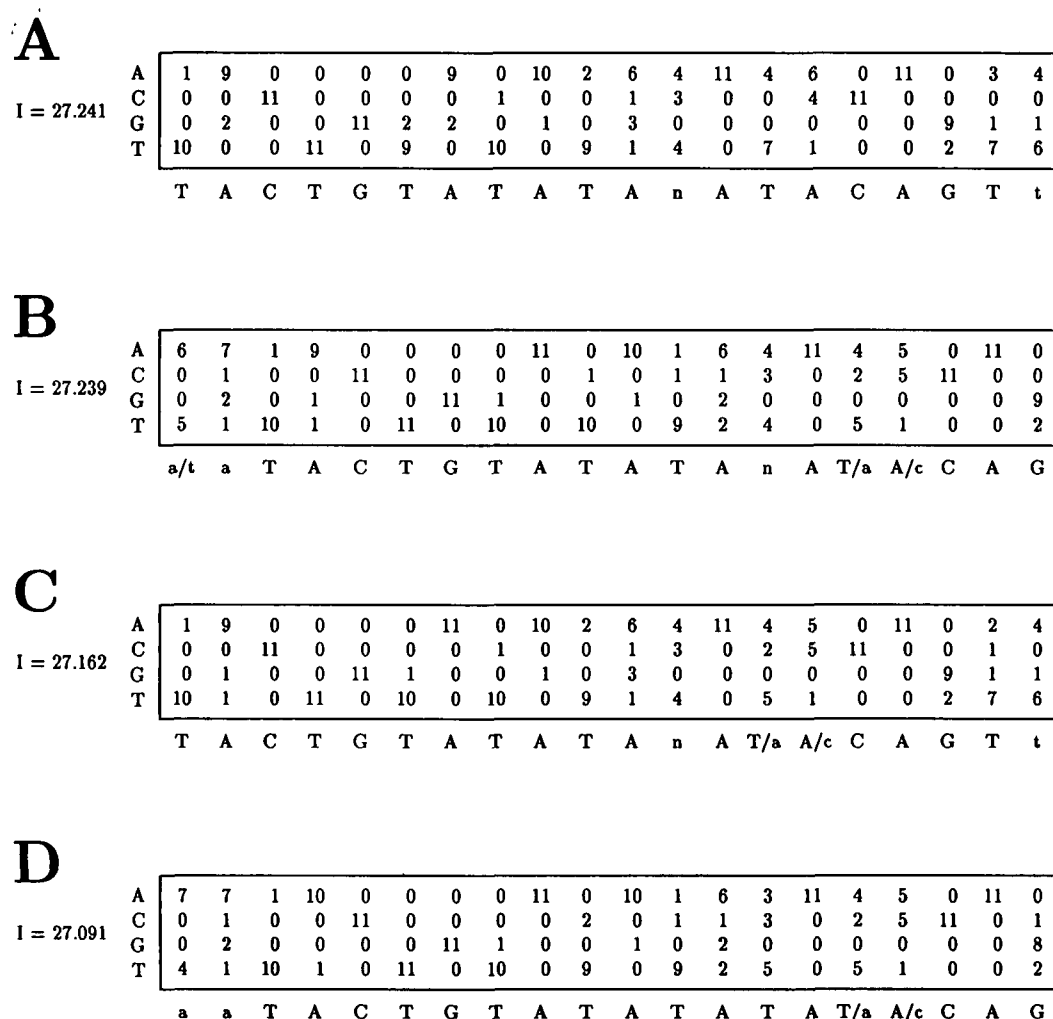 A
A 1 9 0 0 0 0 9 0 10 2 6 4 11 4 6 0 11 0 3 4
C 0 0 11 0 0 0 0 1 0 0 1 3 0 0 4 11 0 0 0 0
I = 27.241
G 0 2 0 0 11 2 2 0 1 0 3 0 0 0 0 0 0 9 1 1
T 10 0 0 11 0 9 0 10 0 9 1 4 0 7 1 0 0 2 7 6
T A C T G T A T A T A n A T A C A G T t
B
A 6 7 1 9 0 0 0 0 11 0 10 1 6 4 11 4 5 0 11 0
C 0 1 0 0 11 0 0 0 0 1 0 1 1 3 0 2 5 11 0 0
I = 27.239
G 0 2 0 1 0 0 11 1 0 0 1 0 2 0 0 0 0 0 0 9
T 5 1 10 1 0 11 0 10 0 10 0 9 2 4 0 5 1 0 0 2
a/t a T A C T G T A T A T A n A T/a A/c C A G
C
A 1 9 0 0 0 0 11 0 10 2 6 4 11 4 5 0 11 0 2 4
C 0 0 11 0 0 0 0 1 0 0 1 3 0 2 5 11 0 0 1 0
I = 27.162
G 0 1 0 0 11 1 0 0 1 0 3 0 0 0 0 0 0 9 1 1
T 10 1 0 11 0 10 0 10 0 9 1 4 0 5 1 0 0 2 7 6
T A C T G T A T A T A n A T/a A/c C A G T t
D
A 7 7 1 10 0 0 0 0 11 0 10 1 6 3 11 4 5 0 11 0
C 0 1 0 0 11 0 0 0 0 2 0 1 1 3 0 2 5 11 0 1
I = 27.091
G 0 2 0 0 0 0 11 1 0 0 1 0 2 0 0 0 0 0 0 8
T 4 1 10 1 0 11 0 10 0 9 0 9 2 5 0 5 1 0 0 2
a a T A C T G T A T A T A T A T/a A/c C A G